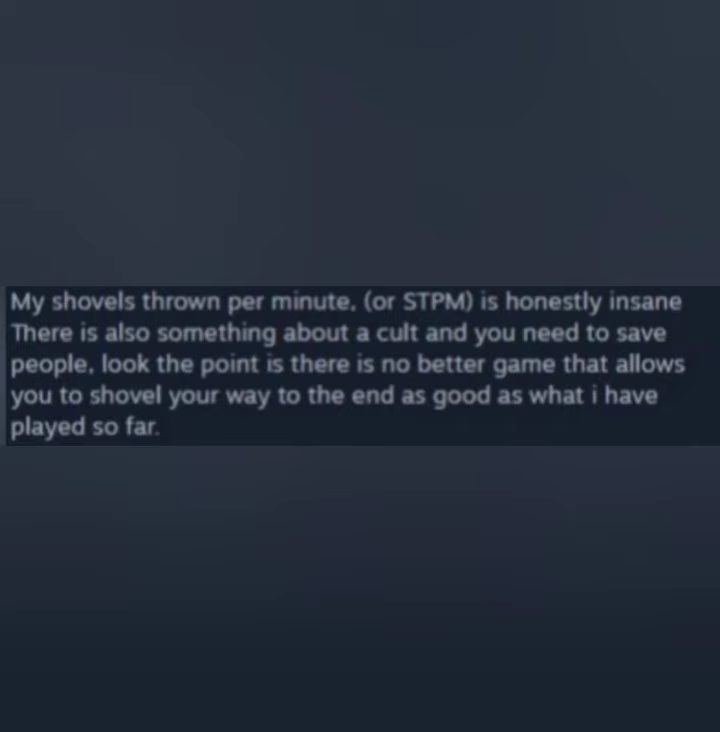 My shovels thrown per minute, (or STPM) is honestly insane
There is also something about a cult and you need to save
people, look the point is there is no better game that allows
you to shovel your way to the end as good as what i have
played so far.